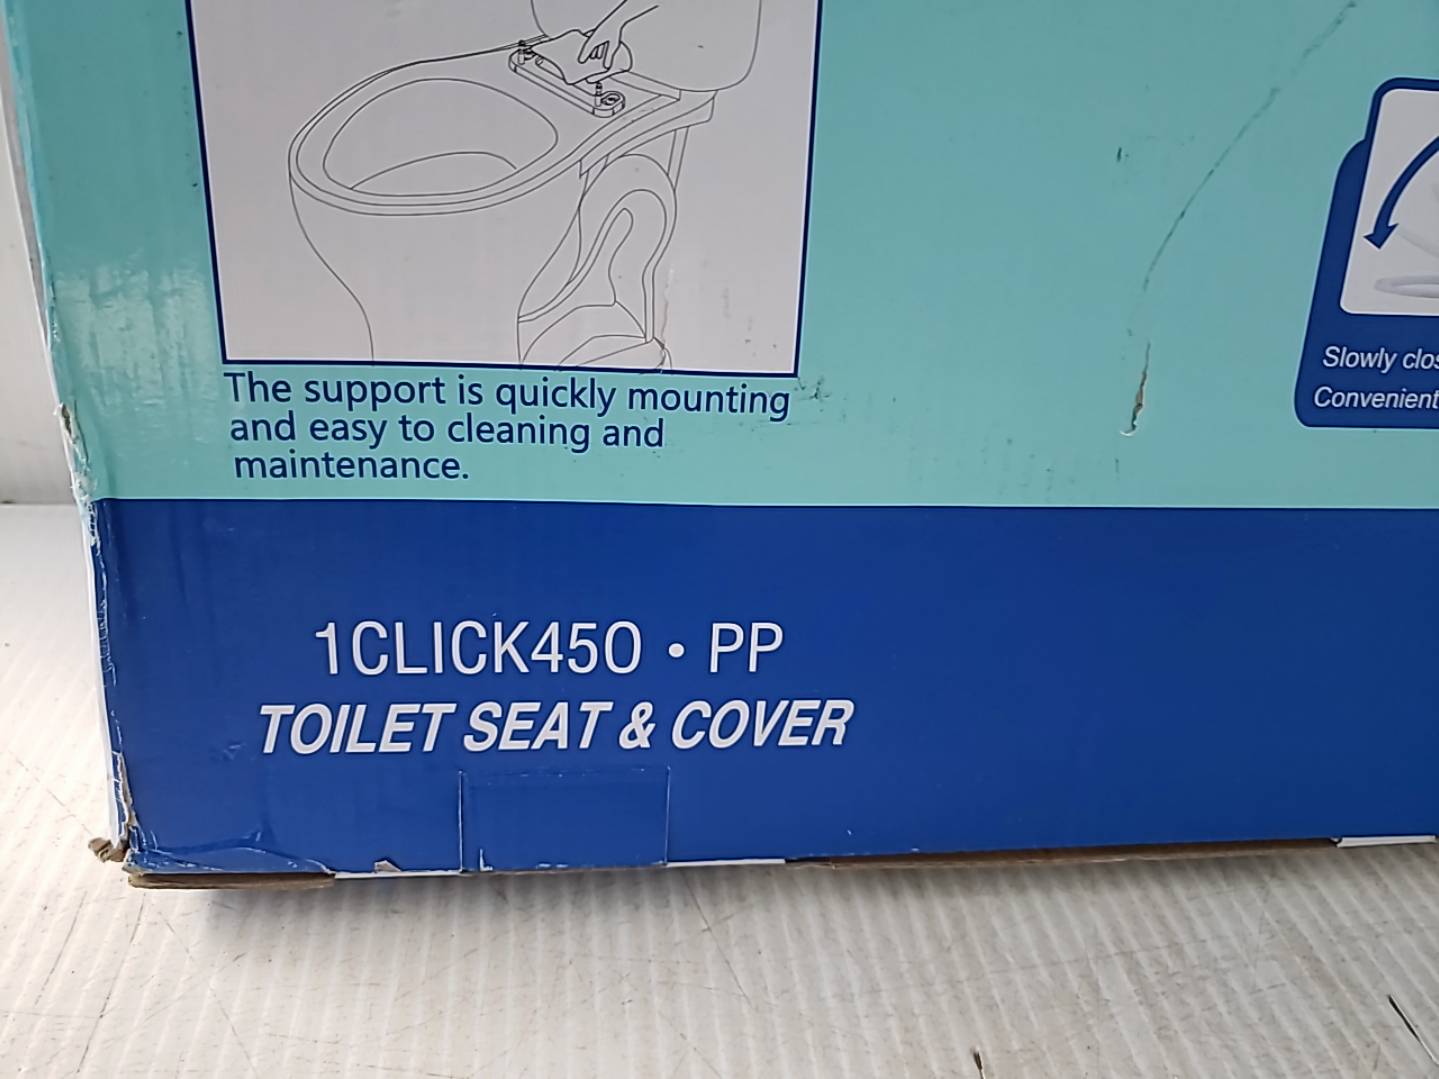 The support is quickly mounting
and easy to cleaning and
maintenance.
Slowly
Convenient
1CLICK450 • PP
TOILET SEAT & COVER